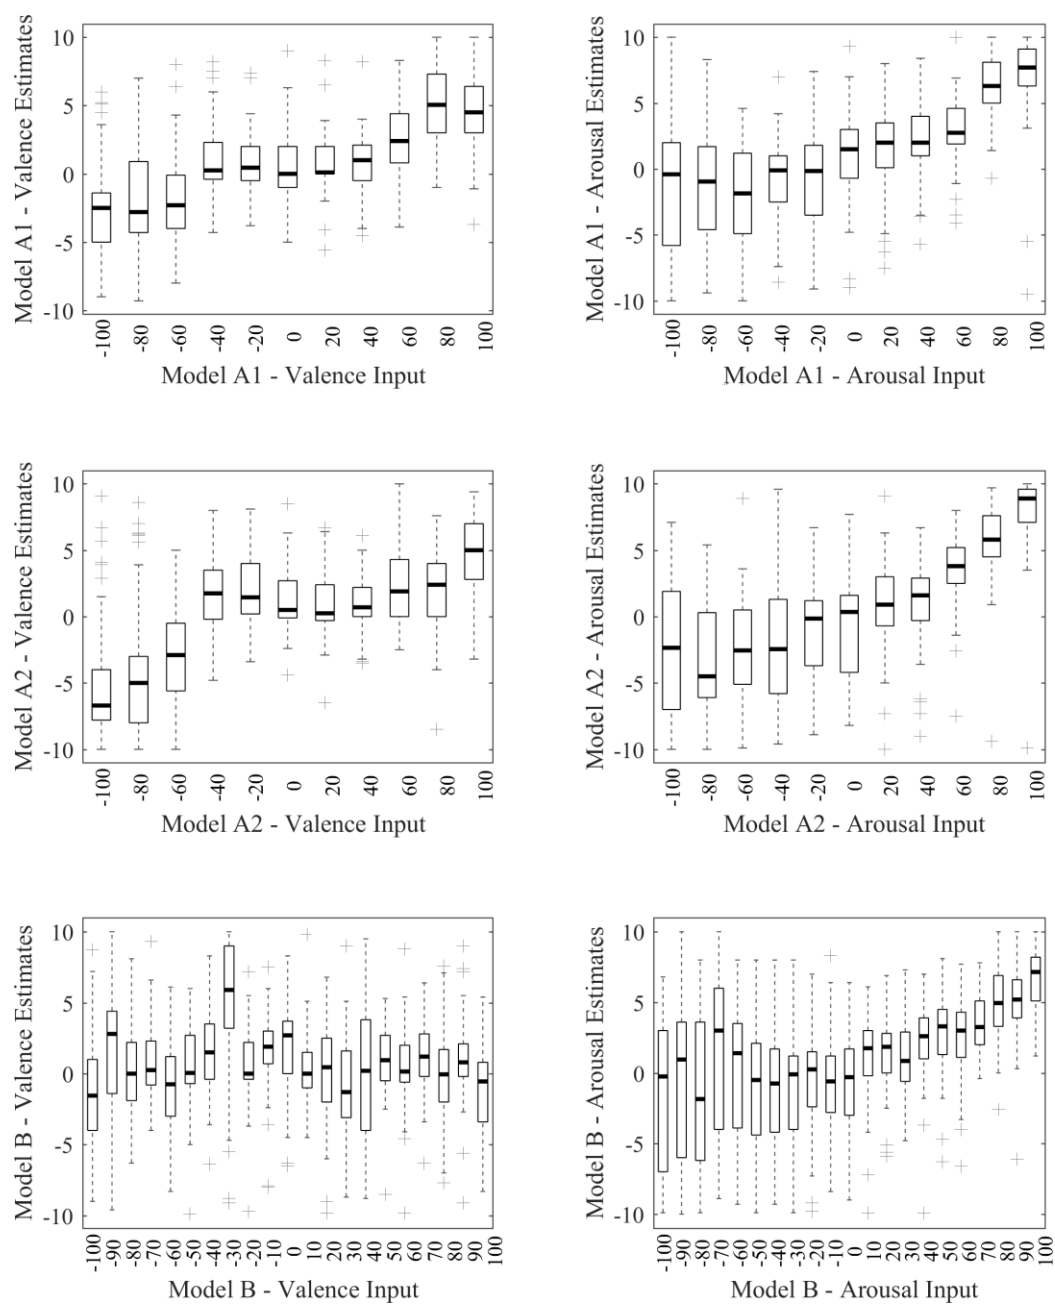 Model A1 - Valence Estimates
10
5
0
-5
-10
-100 -80 -60 -40 -20 0 20 40 60 80 100
Model A1 - Valence Input
Model A1 - Arousal Estimates
10
5
0
-5
-10
-100 -80 -60 -40 -20 0 20 40 60 80 100
Model A1 - Arousal Input
Model A2 - Valence Estimates
10
5
0
-5
-10
-100 -80 -60 -40 -20 0 20 40 60 80 100
Model A2 - Valence Input
Model A2 - Arousal Estimates
10
5
0
-5
-10
-100 -80 -60 -40 -20 0 20 40 60 80 100
Model A2 - Arousal Input
Model B - Valence Estimates
10
5
0
-5
-10
-100 -90 -80 -70 -60 -50 -40 -30 -20 -10 0 10 20 30 40 50 60 70 80 90 100
Model B - Valence Input
Model B - Arousal Estimates
10
5
0
-5
-10
-100 -90 -80 -70 -60 -50 -40 -30 -20 -10 0 10 20 30 40 50 60 70 80 90 100
Model B - Arousal Input